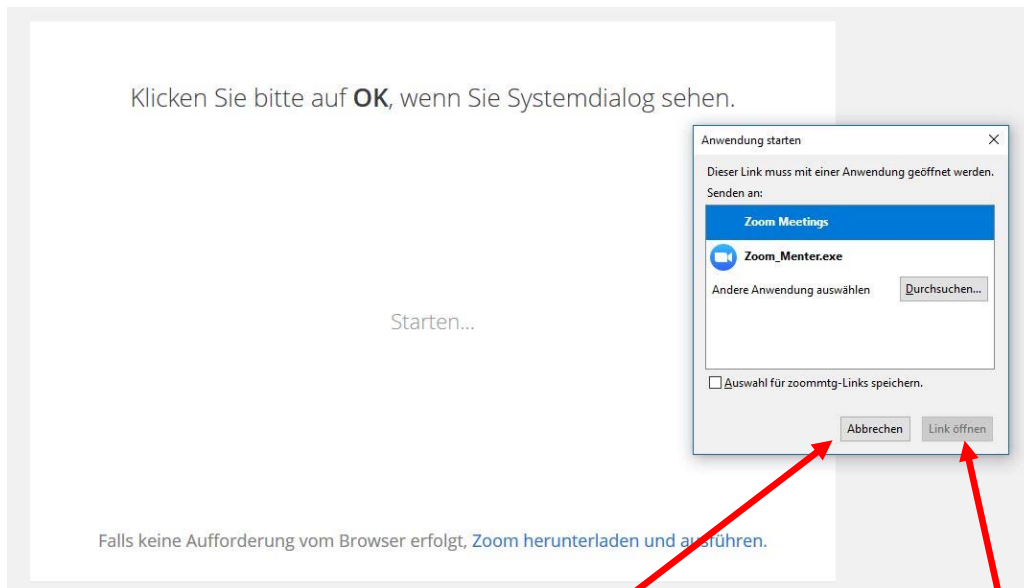 Klicken Sie bitte auf OK, wenn Sie Systemdialog sehen.
Anwendung starten
Dieser Link muss mit einer Anwendung geöffnet werden.
Senden an:
Zoom Meetings
Zoom_Menter.exe
Andere Anwendung auswählen Durchsuchen...
Starten...
Auswahl für zoommtg-Links speichern.
Abbrechen Link öffnen
Falls keine Aufforderung vom Browser erfolgt, Zoom herunterladen und ausführen.